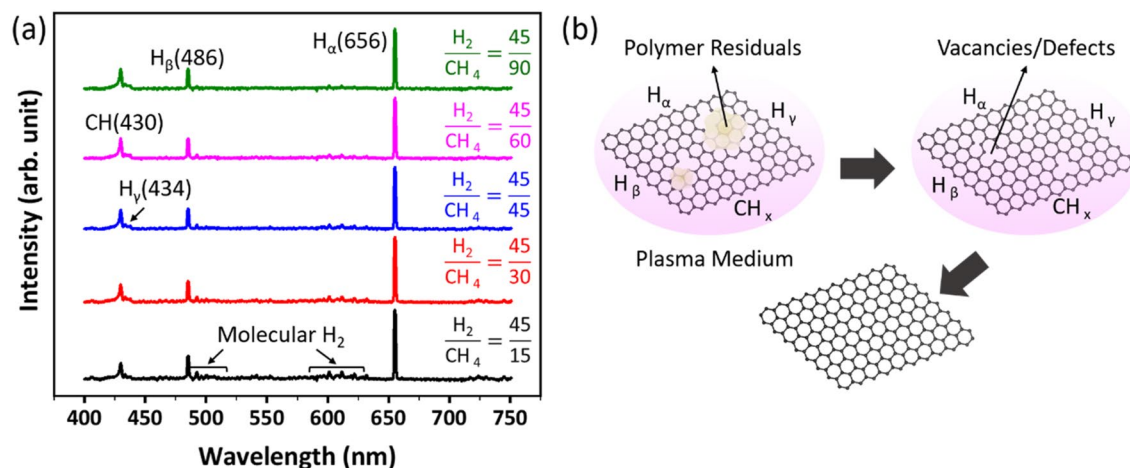 (a)
Intensity (arb. unit)
Wavelength (nm)
400 450 500 550 600 650 700 750
Hα(656)
Hβ(486)
CH(430)
Hγ(434)
Molecular H₂
H₂/CH₄ = 45/90
H₂/CH₄ = 45/60
H₂/CH₄ = 45/45
H₂/CH₄ = 45/30
H₂/CH₄ = 45/15
(b)
Polymer Residuals
Hα
Hγ
Hβ
CHₓ
Plasma Medium
Vacancies/Defects
Hα
Hγ
Hβ
CHₓ